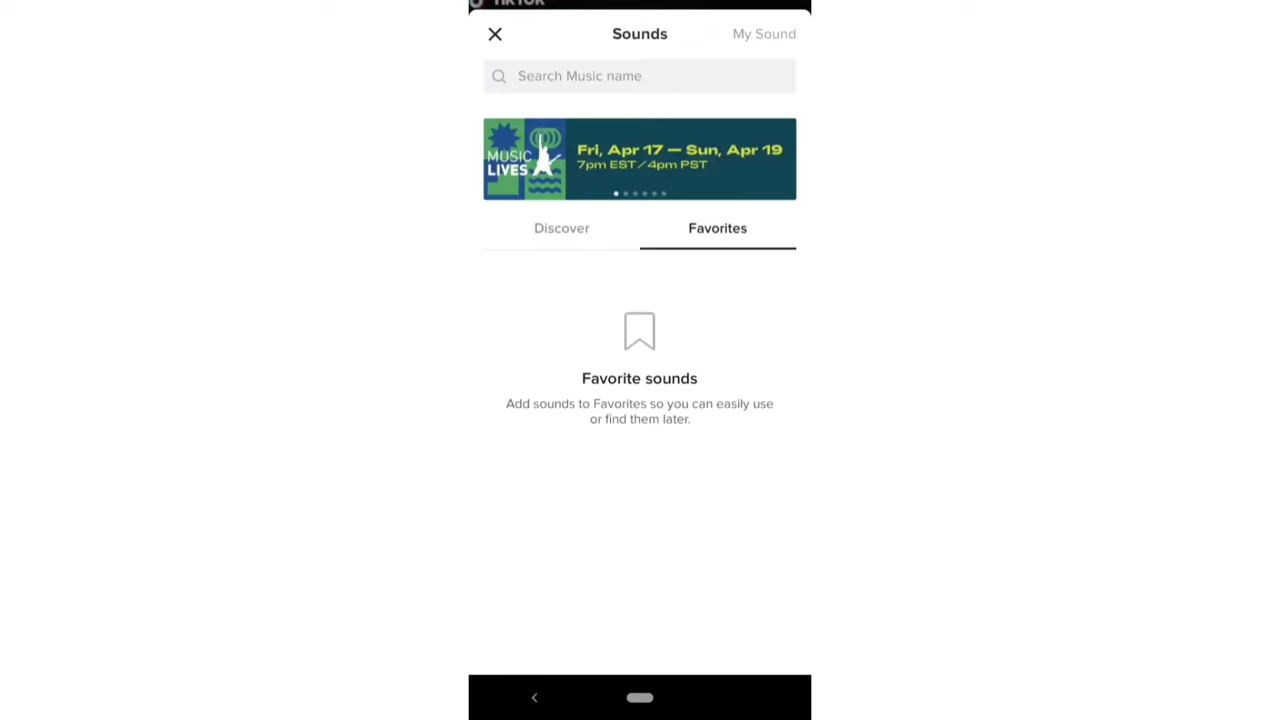 TikTok
Sounds
My Sound
Search Music name
MUSIC
LIVES
Fri, Apr 17 — Sun, Apr 19
7pm EST/4pm PST
Discover
Favorites
Favorite sounds
Add sounds to Favorites so you can easily use
or find them later.